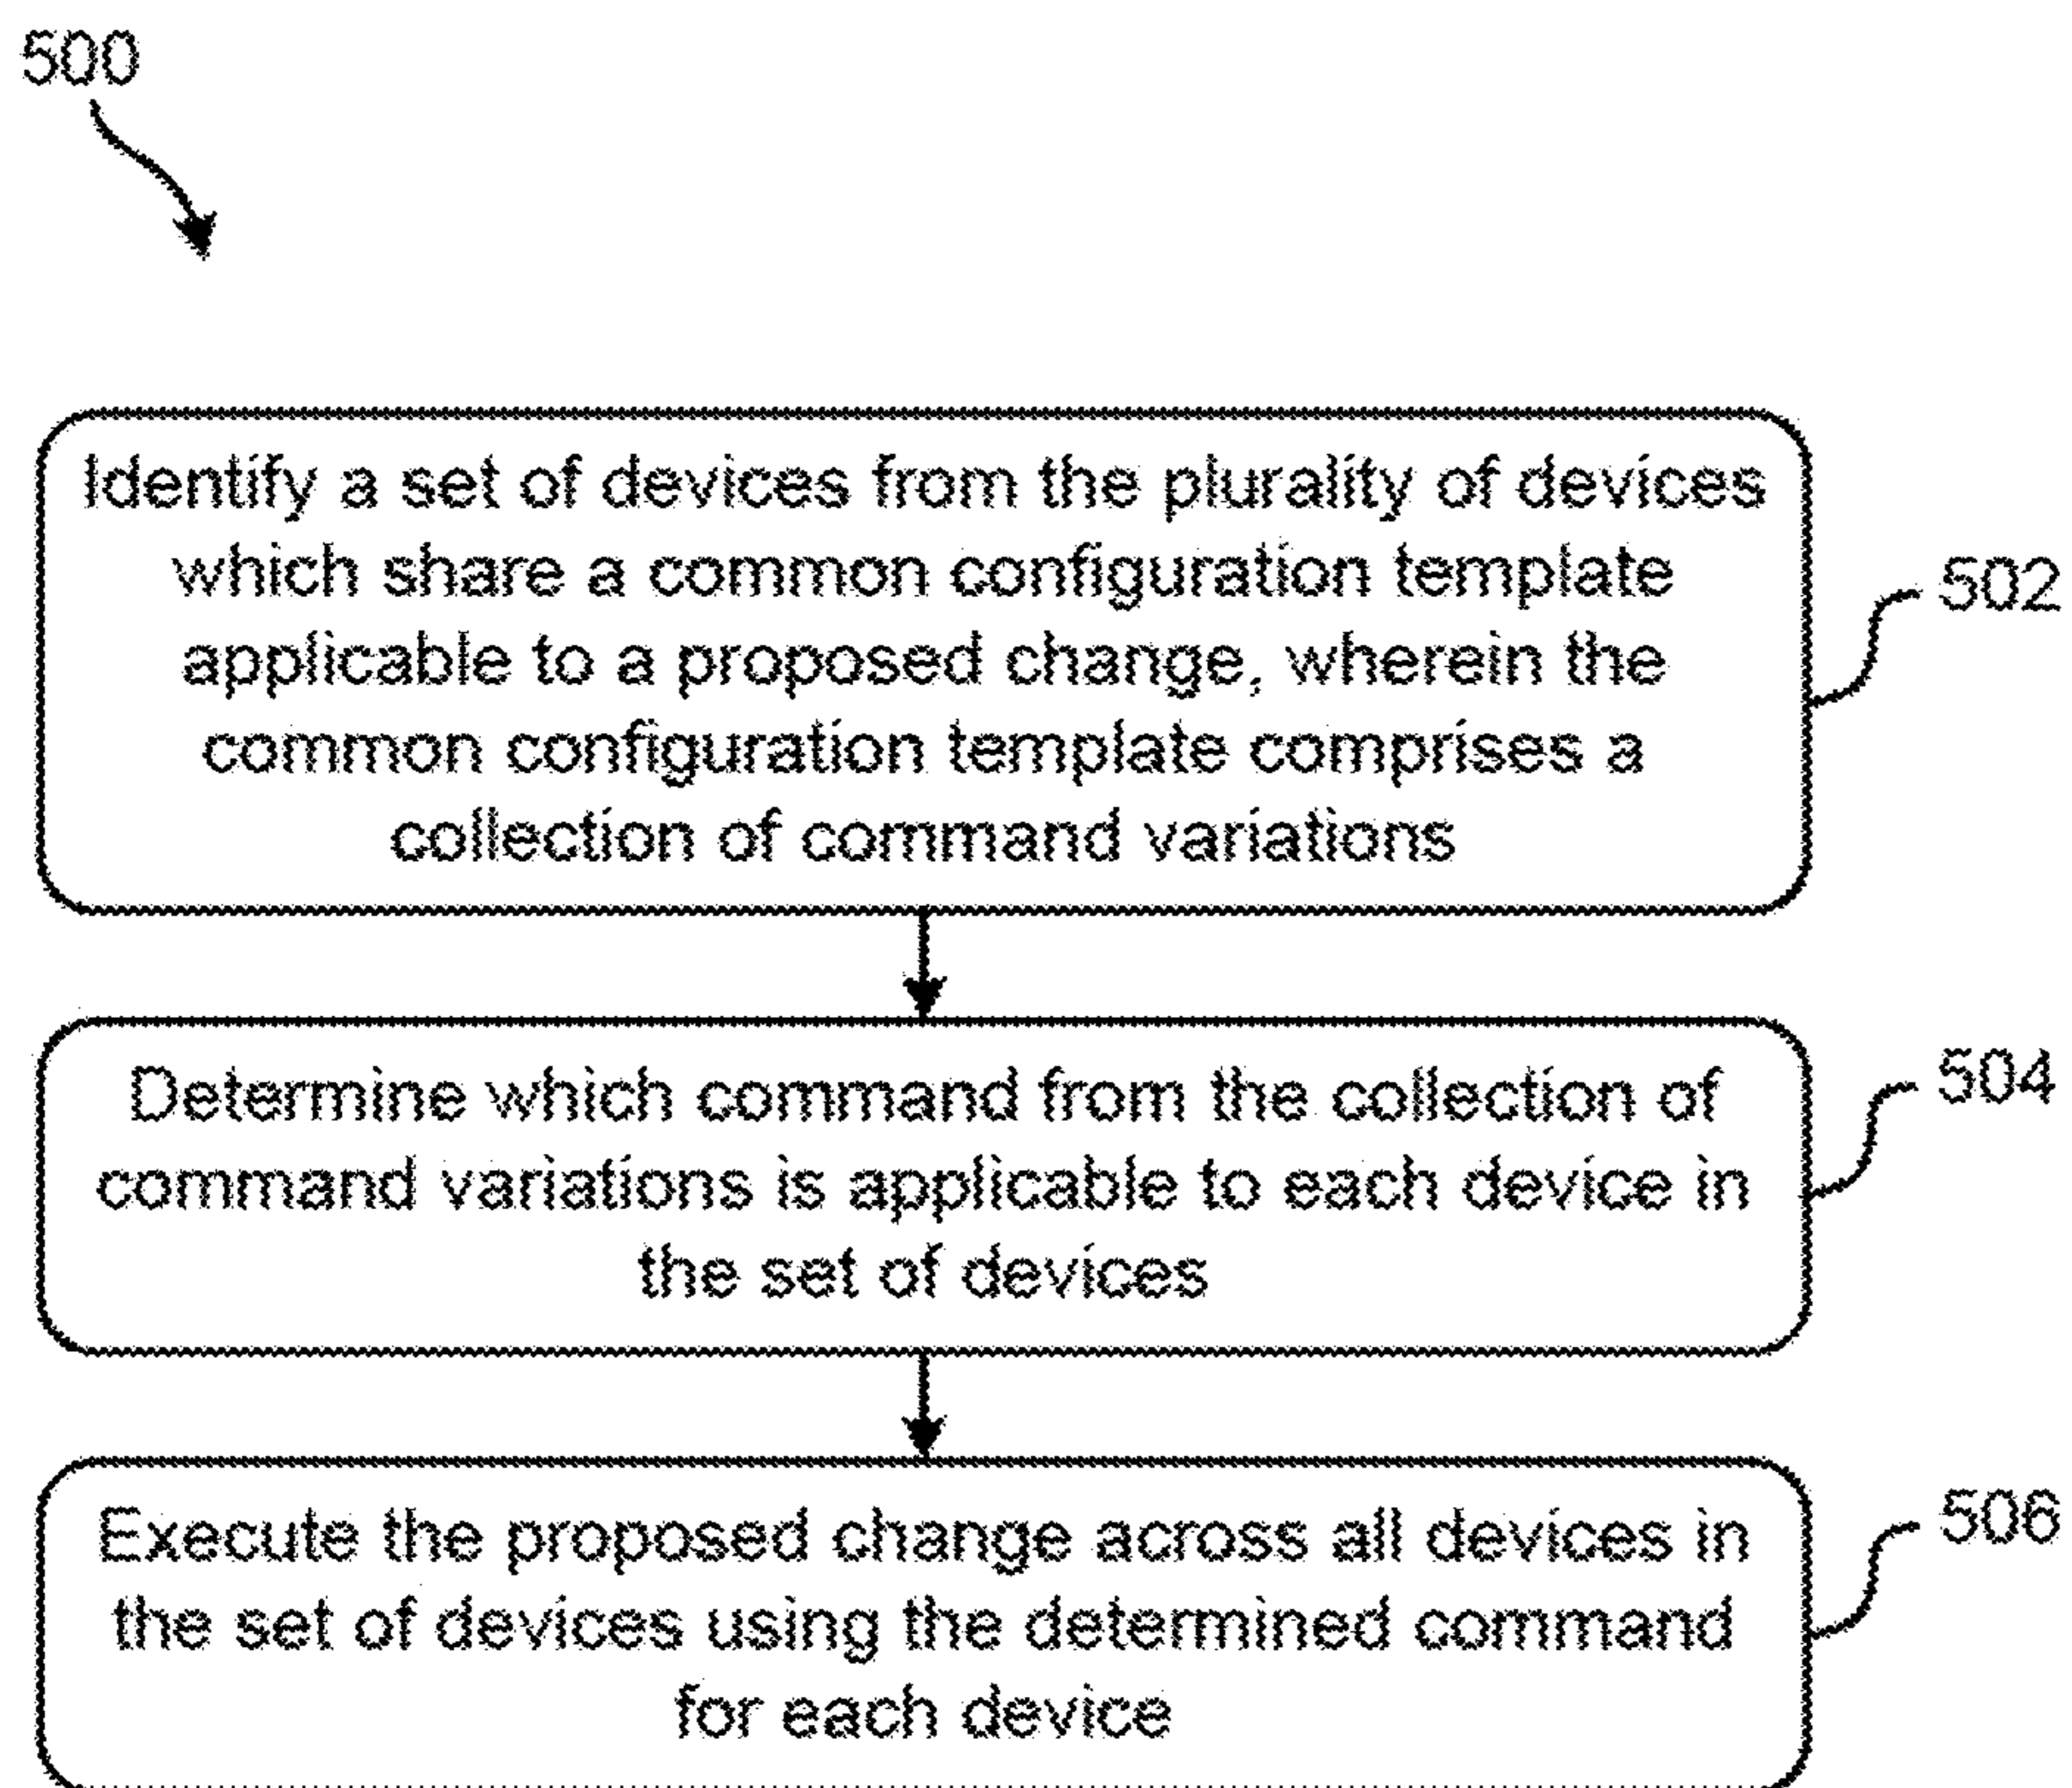 500
Identify a set of devices from the plurality of devices
which share a common configuration template
applicable to a proposed change, wherein the
common configuration template comprises a
collection of command variations
502
Determine which command from the collection of
command variations is applicable to each device in
the set of devices
504
Execute the proposed change across all devices in
the set of devices using the determined command
for each device
506